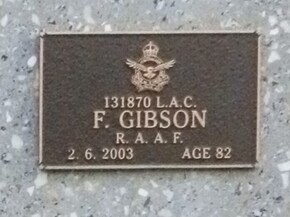 131870 L.A.C.
F. GIBSON
R. A. A. F.
2. 6. 2003 AGE 82